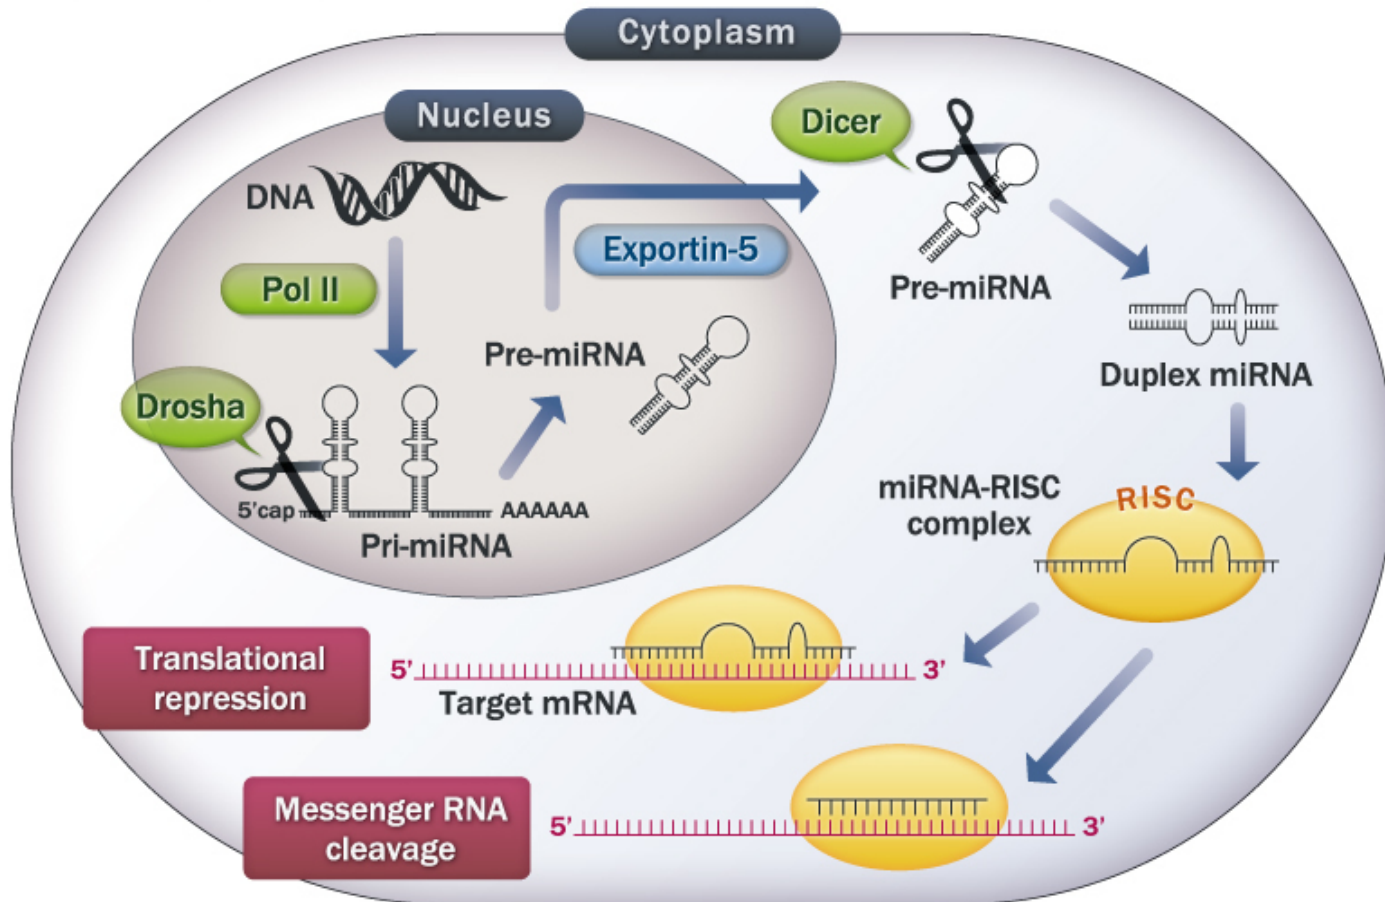 Cytoplasm
Nucleus
DNA
Pol II
Exportin-5
Pre-miRNA
Drosha
5'cap
AAAAAA
Pri-miRNA
Dicer
Pre-miRNA
Duplex miRNA
miRNA-RISC
complex
RISC
Translational
repression
5'
3'
Target mRNA
Messenger RNA
cleavage
5'
3'